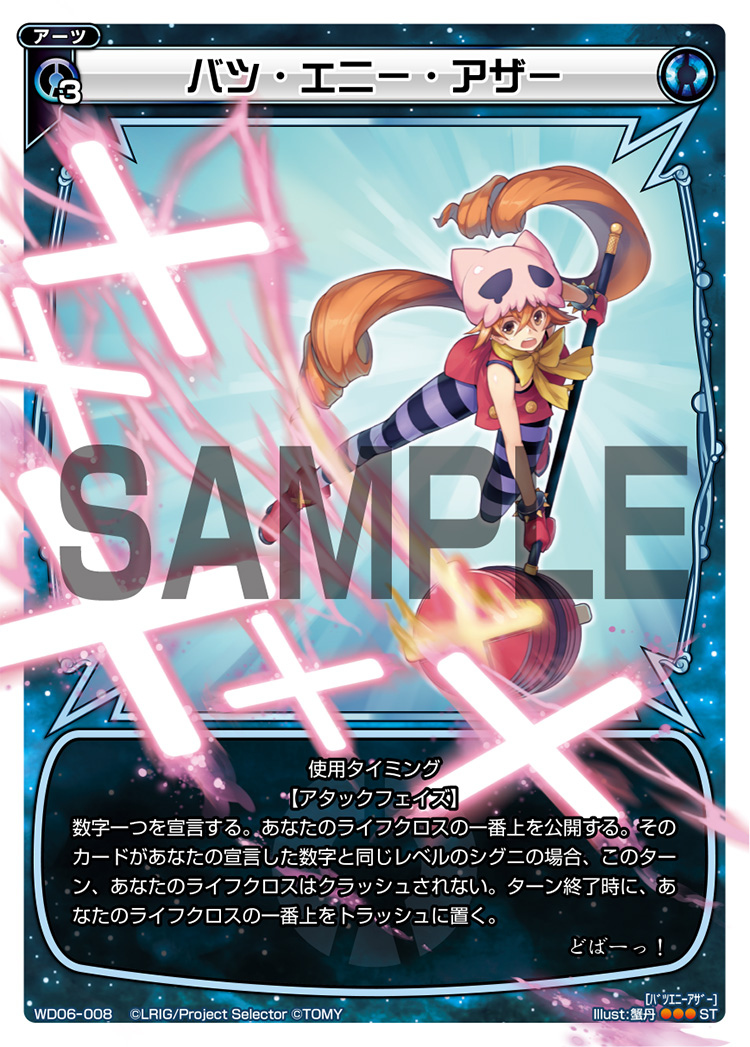 アーツ
3
バツ・エニー・アザー
SAMPLE
使用タイミング
【アタックフェイズ】
数字一つを宣言する。あなたのライフクロスの一番上を公開する。その
カードがあなたの宣言した数字と同じレベルのシグニの場合、このター
ン、あなたのライフクロスはクラッシュされない。ターン終了時に、あ
なたのライフクロスの一番上をトラッシュに置く。
どばーっ！
[バツエニーアザー]
WD06-008 ©LRIG/Project Selector ©TOMY Illust:蟹丹 ST